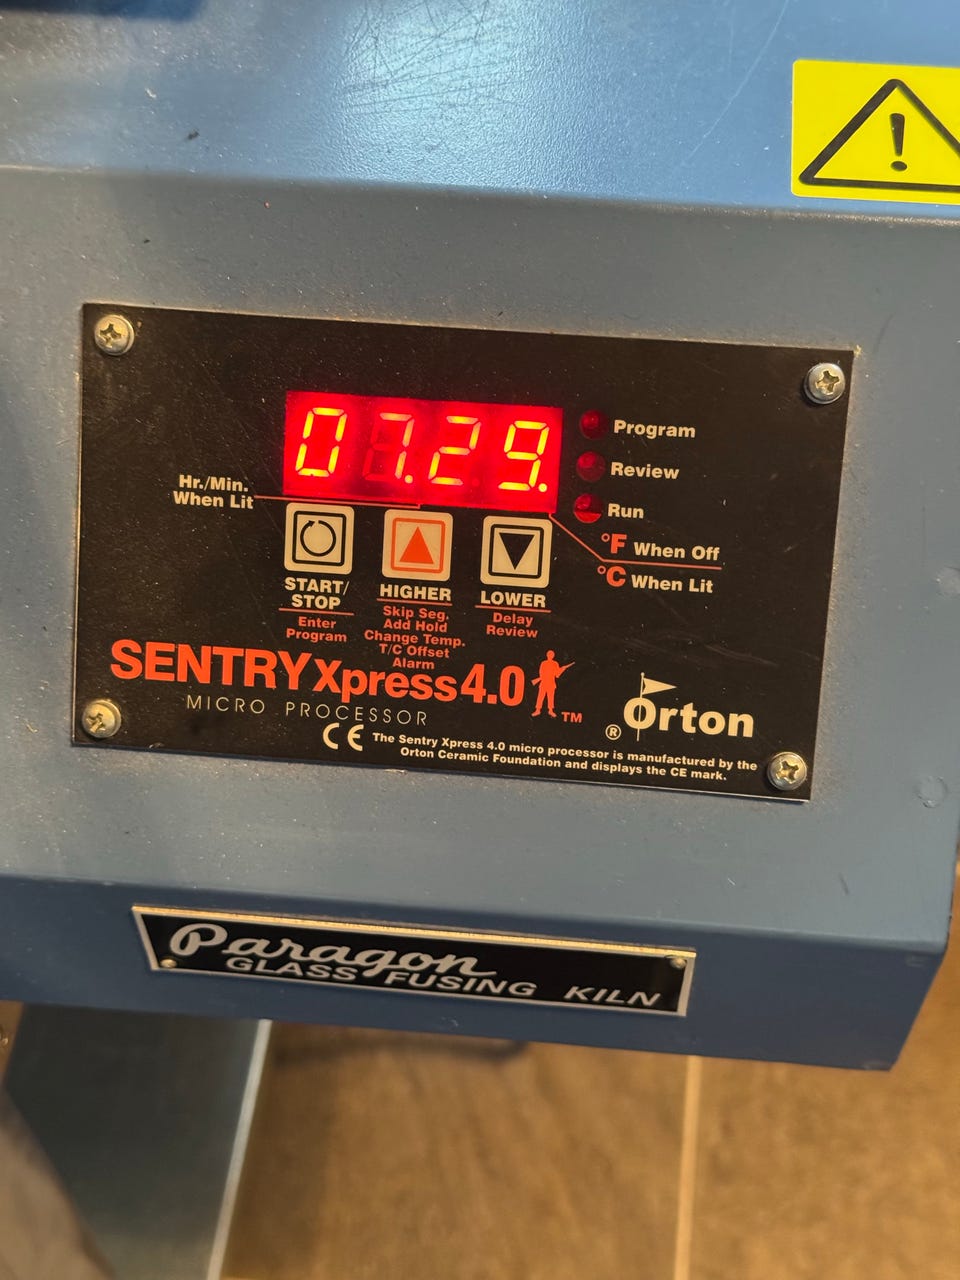 !
07.29.
Program
Review
Run
Hr./Min.
When Lit
°F When Off
°C When Lit
START/
STOP
Enter
Program
HIGHER
Skip Seg.
Add Hold
Change Temp.
T/C Offset
Alarm
LOWER
Delay
Review
SENTRY Xpress 4.0 TM
MICRO PROCESSOR
® Orton
CE The Sentry Xpress 4.0 micro processor is manufactured by the
Orton Ceramic Foundation and displays the CE mark.
Paragon
GLASS FUSING KILN